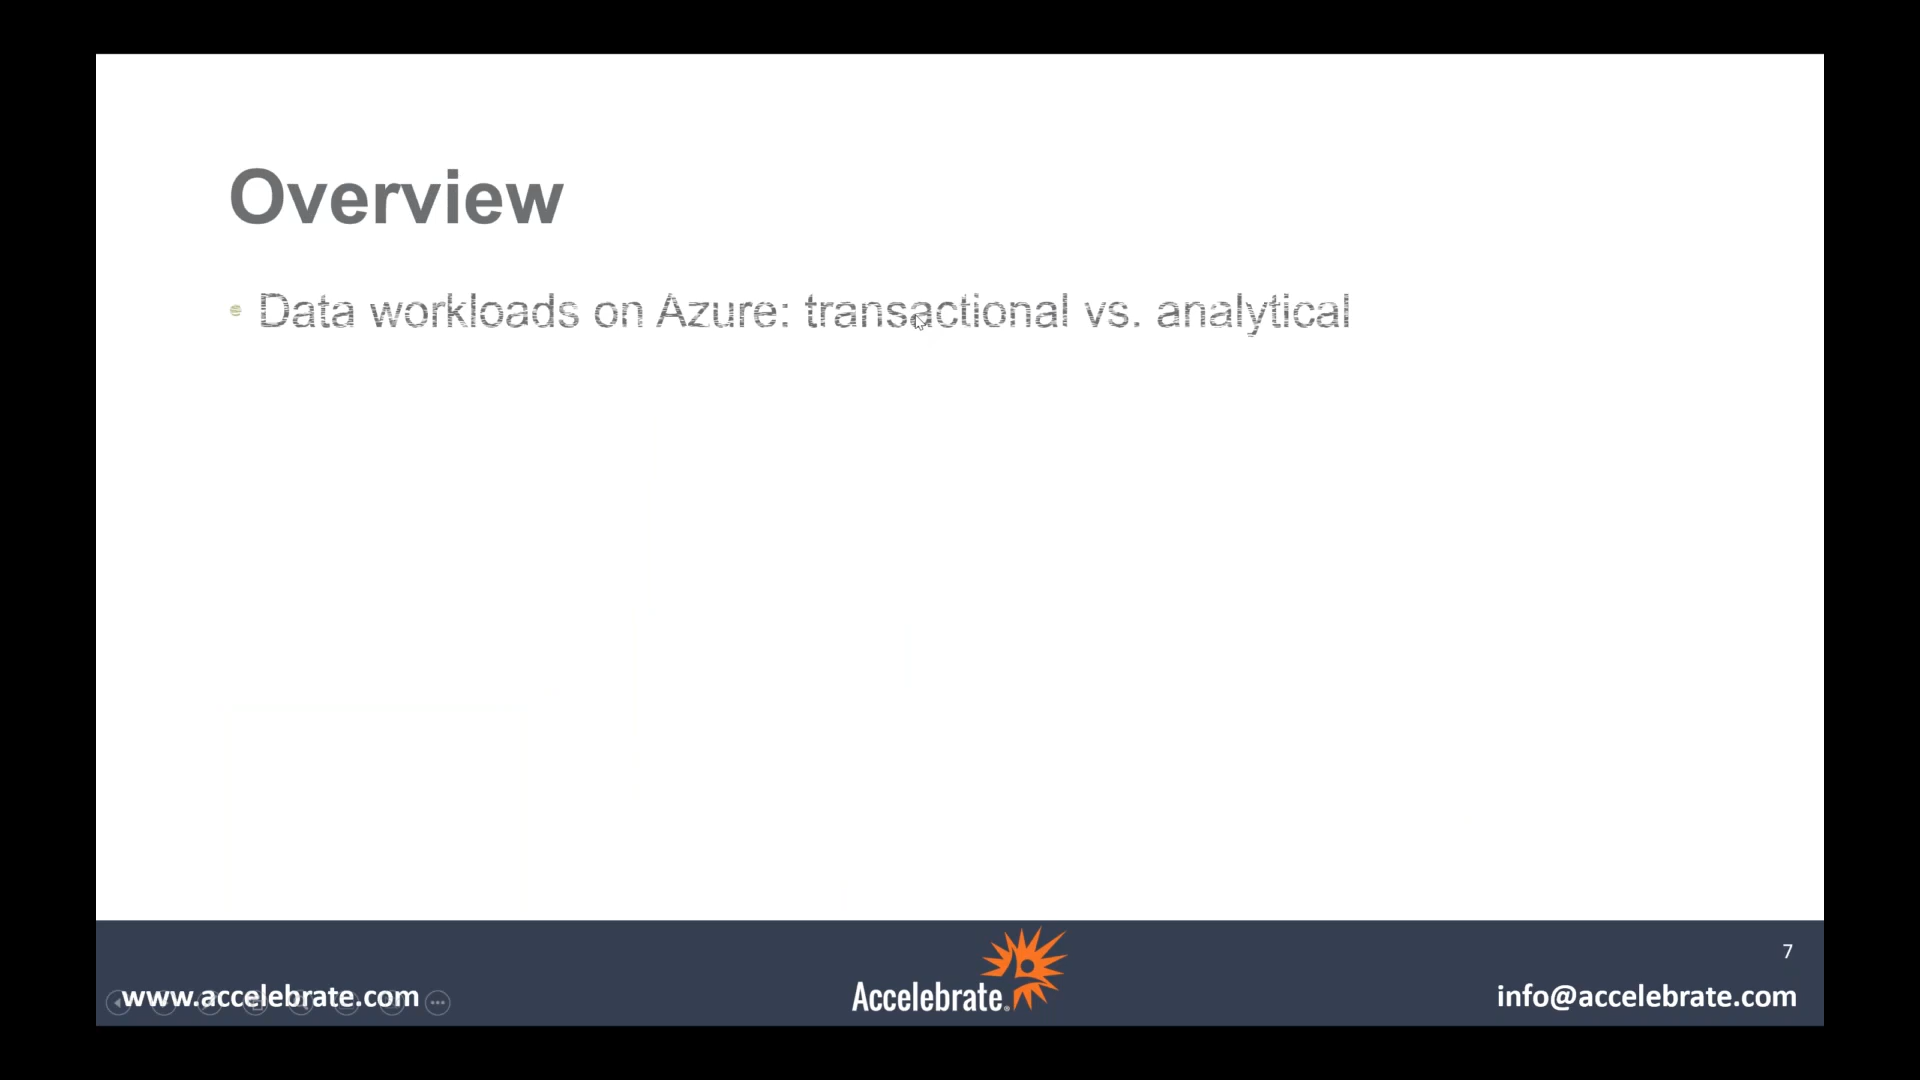 Overview
• Data workloads on Azure: transactional vs. analytical
7
www.accelebrate.com
Accelebrate®
info@accelebrate.com